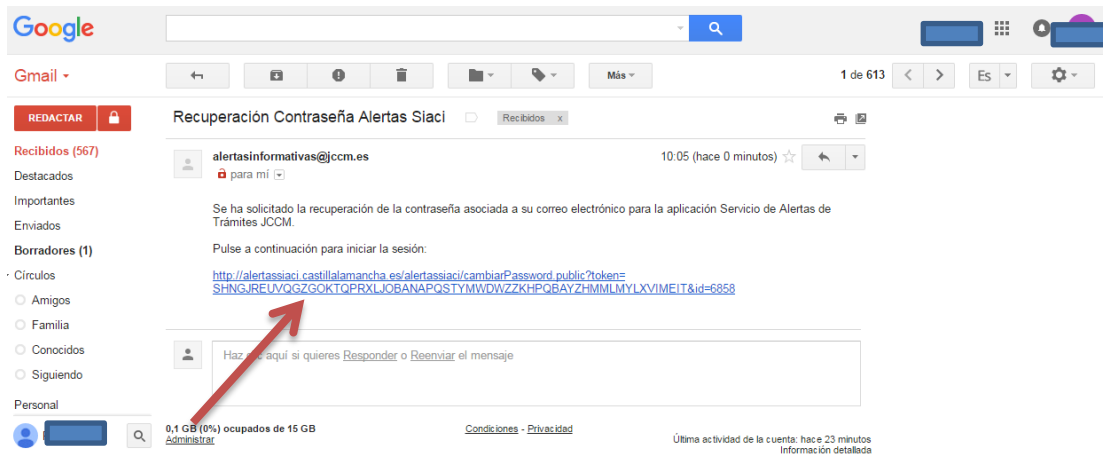 Google
Gmail
Más
1 de 613
Es
REDACTAR
Recuperación Contraseña Alertas Siaci
Recibidos x
Recibidos (567)
Destacados
Importantes
Enviados
Borradores (1)
Círculos
Amigos
Familia
Conocidos
Siguiendo
Personal
alertasinformativas@jccm.es
10:05 (hace 0 minutos)
para mí
Se ha solicitado la recuperación de la contraseña asociada a su correo electrónico para la aplicación Servicio de Alertas de
Trámites JCCM.
Pulse a continuación para iniciar la sesión:
http://alertassiaci.castillalamancha.es/alertassiaci/cambiarPassword.public?token=
SHNGJREUVQGZGOKTQPRXLJOBANAPQSTYMWDWZZKHPQBAYZHMMLMYLXVIMEIT&id=6858
Haz aquí si quieres Responder o Reenviar el mensaje
0,1 GB (0%) ocupados de 15 GB
Administrar
Condiciones - Privacidad
Última actividad de la cuenta: hace 23 minutos
Información detallada